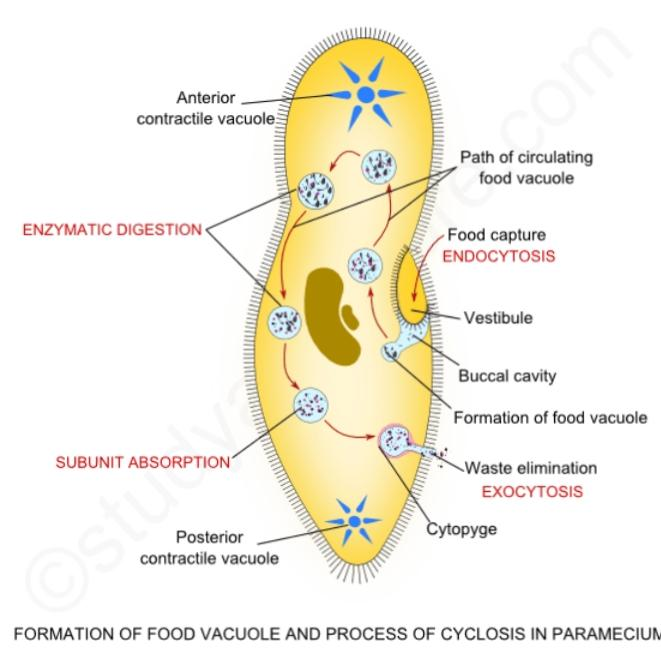 Anterior
contractile vacuole
Path of circulating
food vacuole
ENZYMATIC DIGESTION
Food capture
ENDOCYTOSIS
Vestibule
Buccal cavity
Formation of food vacuole
SUBUNIT ABSORPTION
Waste elimination
EXOCYTOSIS
Cytopyge
Posterior
contractile vacuole
FORMATION OF FOOD VACUOLE AND PROCESS OF CYCLOSIS IN PARAMECIUM